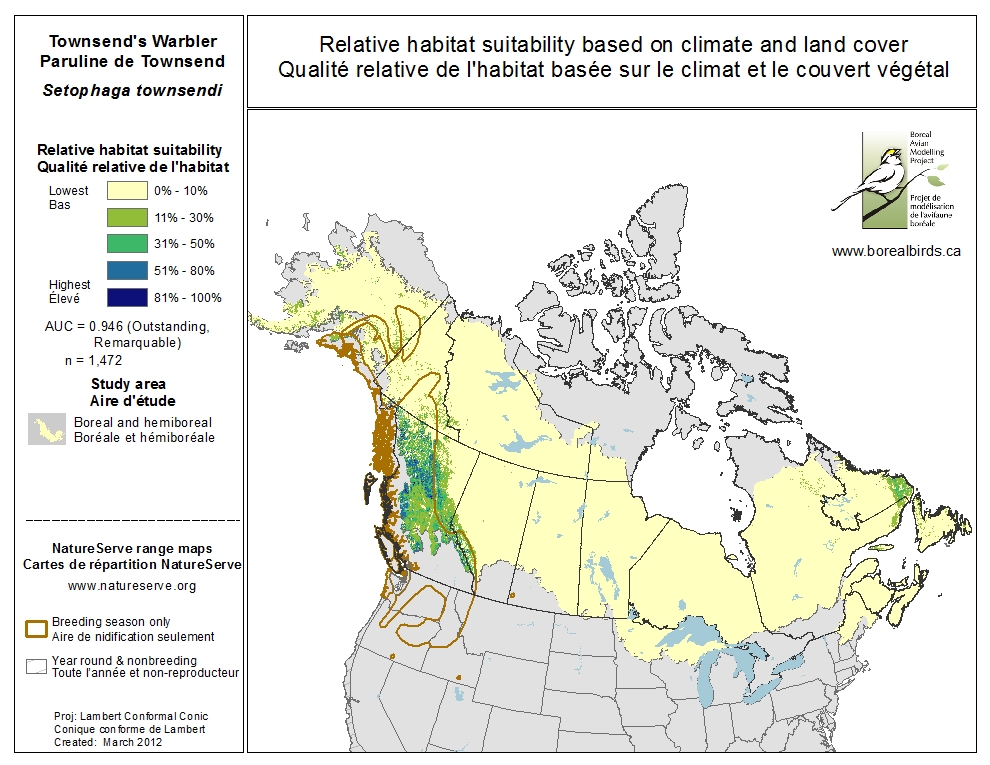 Townsend's Warbler
Paruline de Townsend
Setophaga townsendi
Relative habitat suitability based on climate and land cover
Qualité relative de l'habitat basée sur le climat et le couvert végétal
Relative habitat suitability
Qualité relative de l'habitat
Lowest
Bas
0% - 10%
11% - 30%
31% - 50%
51% - 80%
Highest
Élevé
81% - 100%
AUC = 0.946 (Outstanding,
Remarquable)
n = 1,472
Study area
Aire d'étude
Boreal and hemiboreal
Boréale et hémiboréale
NatureServe range maps
Cartes de répartition NatureServe
www.natureserve.org
Breeding season only
Aire de nidification seulement
Year round & nonbreeding
Toute l'année et non-reproducteur
Proj: Lambert Conformal Conic
Conique conforme de Lambert
Created: March 2012
Boreal
Avian
Modelling
Project
Projet de
modélisation
de l'avifaune
boréale
www.borealbirds.ca